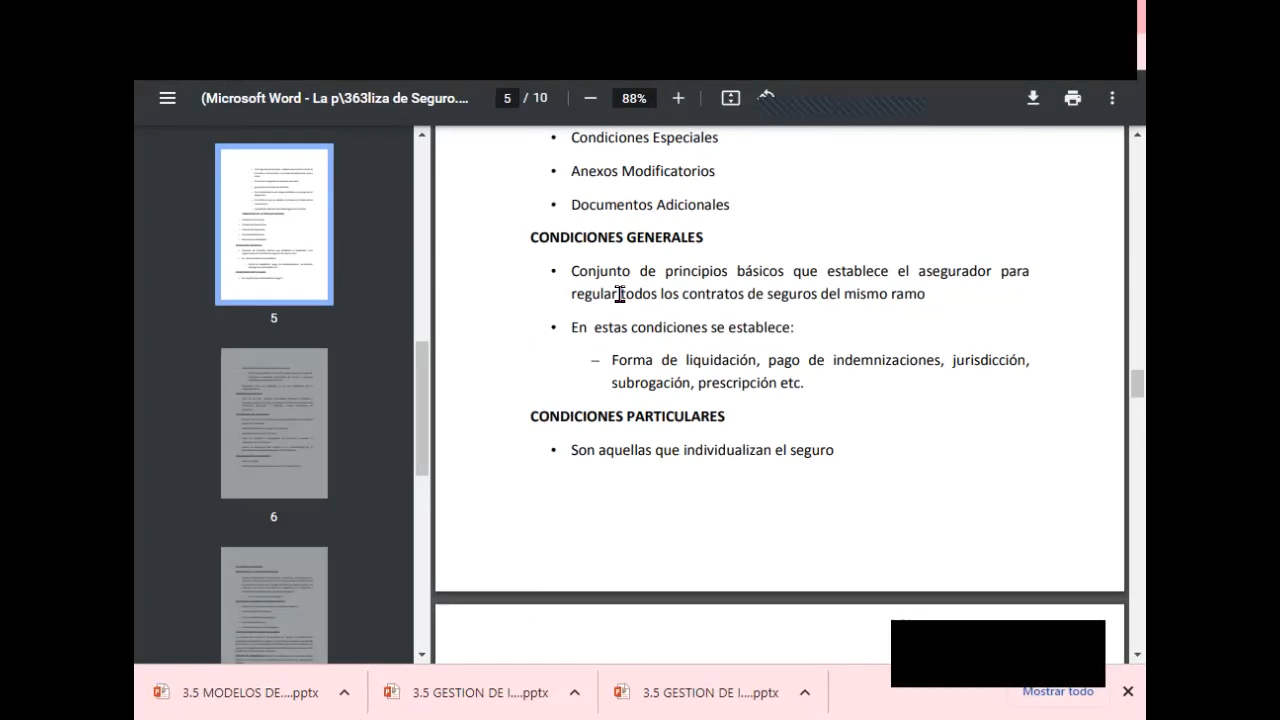 (Microsoft Word - La p\363liza de Seguro....
5 / 10
88%
• Condiciones Especiales
• Anexos Modificatorios
• Documentos Adicionales
CONDICIONES GENERALES
• Conjunto de principios básicos que establece el asegurador para
regular todos los contratos de seguros del mismo ramo
• En estas condiciones se establece:
– Forma de liquidación, pago de indemnizaciones, jurisdicción,
subrogación, prescripción etc.
CONDICIONES PARTICULARES
• Son aquellas que individualizan el seguro
5
6
3.5 MODELOS DE....pptx
3.5 GESTION DE I....pptx
3.5 GESTION DE I....pptx
Mostrar todo